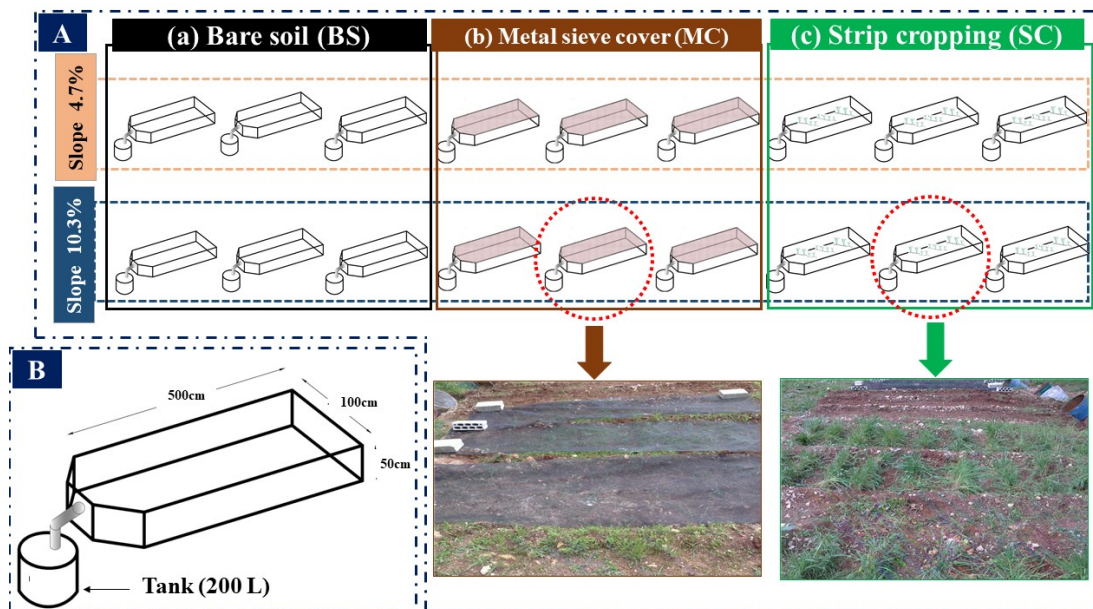 A
(a) Bare soil (BS)
(b) Metal sieve cover (MC)
(c) Strip cropping (SC)
Slope 4.7%
Slope 10.3%
B
500cm
100cm
50cm
Tank (200 L)